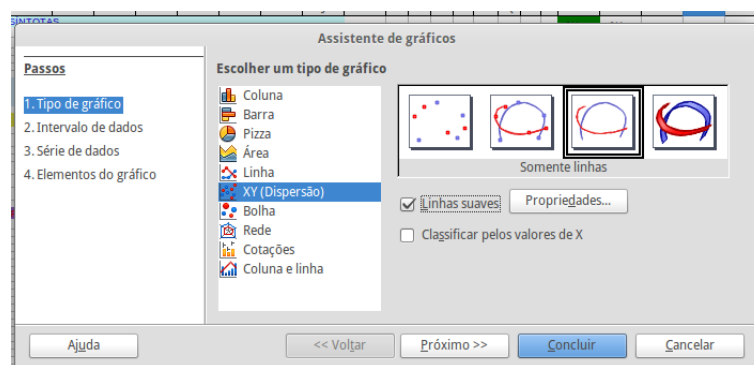 SÍNTOTAS
Assistente de gráficos
Passos
1. Tipo de gráfico
2. Intervalo de dados
3. Série de dados
4. Elementos do gráfico
Escolher um tipo de gráfico
Coluna
Barra
Pizza
Área
Linha
XY (Dispersão)
Bolha
Rede
Cotações
Coluna e linha
Somente linhas
Linhas suaves
Propriedades...
Classificar pelos valores de X
Ajuda
<< Voltar
Próximo >>
Concluir
Cancelar